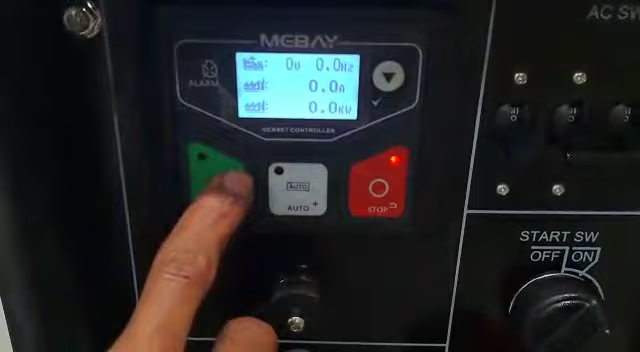 MEBAY
0U 0.0Hz
0.0A
0.0KW
ALARM
GENSET CONTROLLER
AUTO
AUTO +
STOP
AC SW
START SW
OFF ON